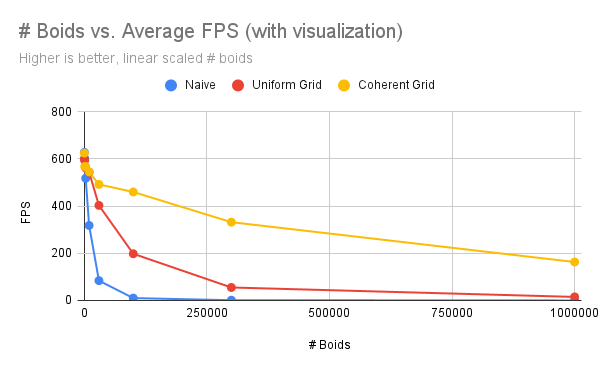 # Boids vs. Average FPS (with visualization)
Higher is better, linear scaled # boids
Naive Uniform Grid Coherent Grid
800
600
400
200
0
FPS
0 250000 500000 750000 1000000
# Boids